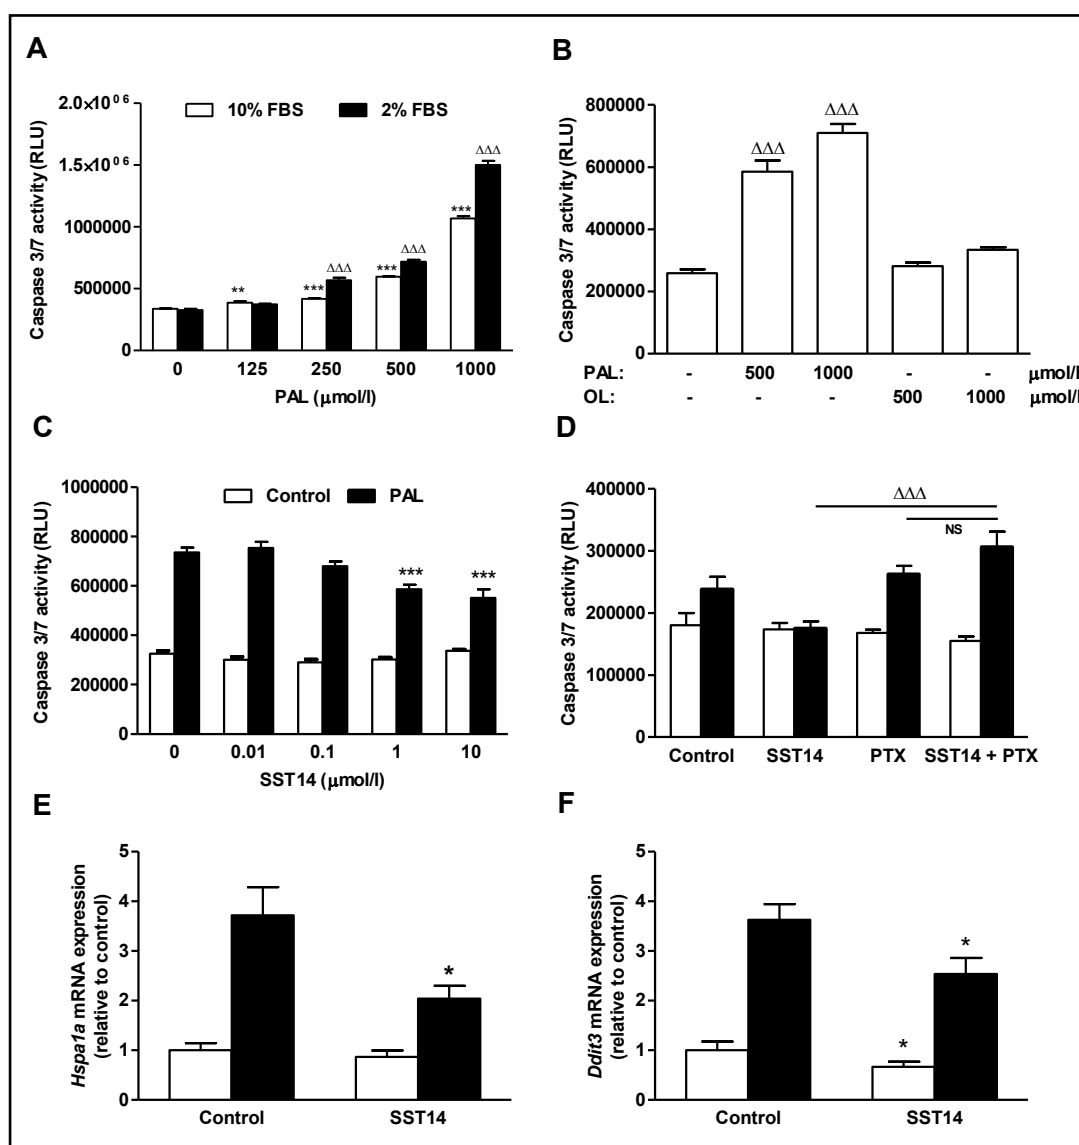 A
Caspase 3/7 activity (RLU)
2.0×10⁰⁶
1.5×10⁰⁶
1000000
500000
0
10% FBS 2% FBS
** *** ΔΔΔ *** ΔΔΔ *** ΔΔΔ
0 125 250 500 1000
PAL (μmol/l)
B
Caspase 3/7 activity (RLU)
800000
600000
400000
200000
0
ΔΔΔ ΔΔΔ
PAL: - 500 1000 - - μmol/l
OL: - - - 500 1000 μmol/l
C
Caspase 3/7 activity (RLU)
1000000
800000
600000
400000
200000
0
Control PAL
*** ***
0 0.01 0.1 1 10
SST14 (μmol/l)
D
Caspase 3/7 activity (RLU)
400000
300000
200000
100000
0
ΔΔΔ
NS
Control SST14 PTX SST14 + PTX
E
Hspa1a mRNA expression
(relative to control)
5
4
3
2
1
0
*
Control SST14
F
Ddit3 mRNA expression
(relative to control)
5
4
3
2
1
0
* *
Control SST14